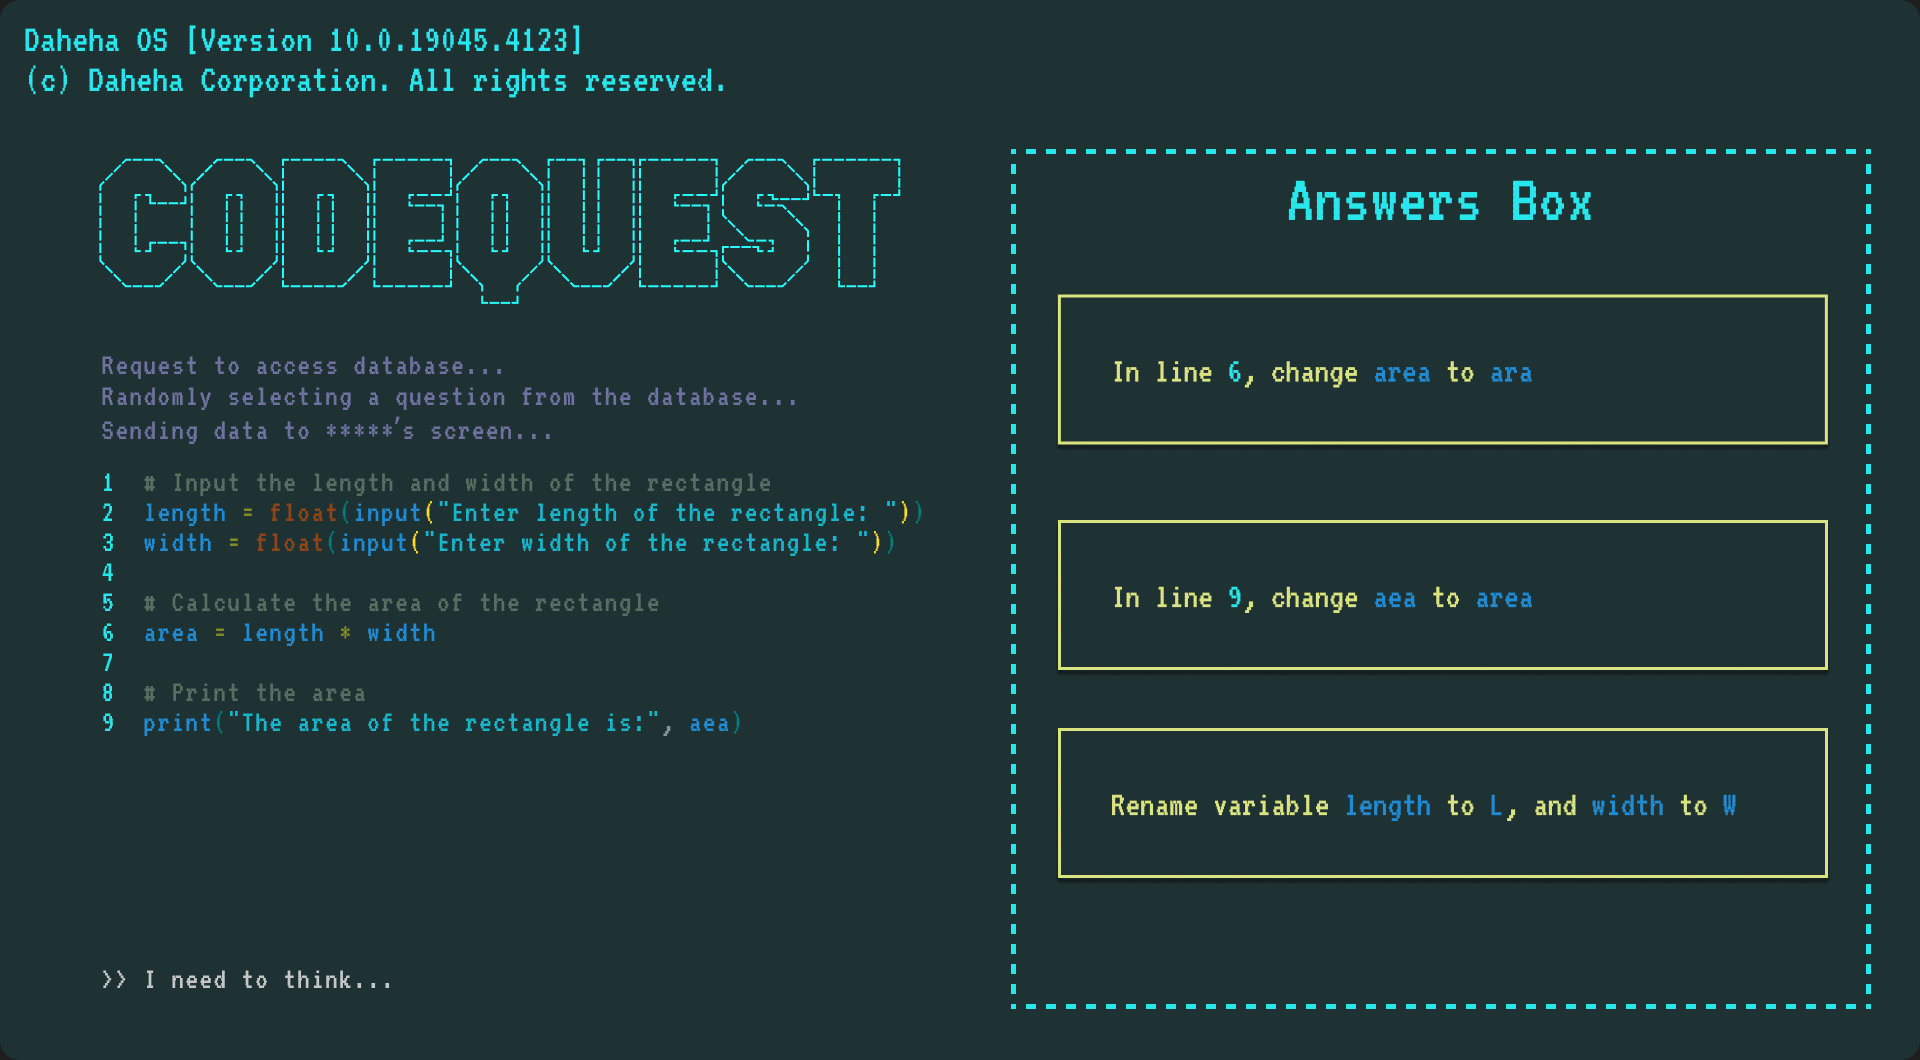 Daheha OS [Version 10.0.19045.4123]
(c) Daheha Corporation. All rights reserved.
CODEQUEST
Request to access database...
Randomly selecting a question from the database...
Sending data to *****'s screen...
1 # Input the length and width of the rectangle
2 length = float(input("Enter length of the rectangle: "))
3 width = float(input("Enter width of the rectangle: "))
4
5 # Calculate the area of the rectangle
6 area = length * width
7
8 # Print the area
9 print("The area of the rectangle is:", aea)
>> I need to think...
Answers Box
In line 6, change area to ara
In line 9, change aea to area
Rename variable length to L, and width to W